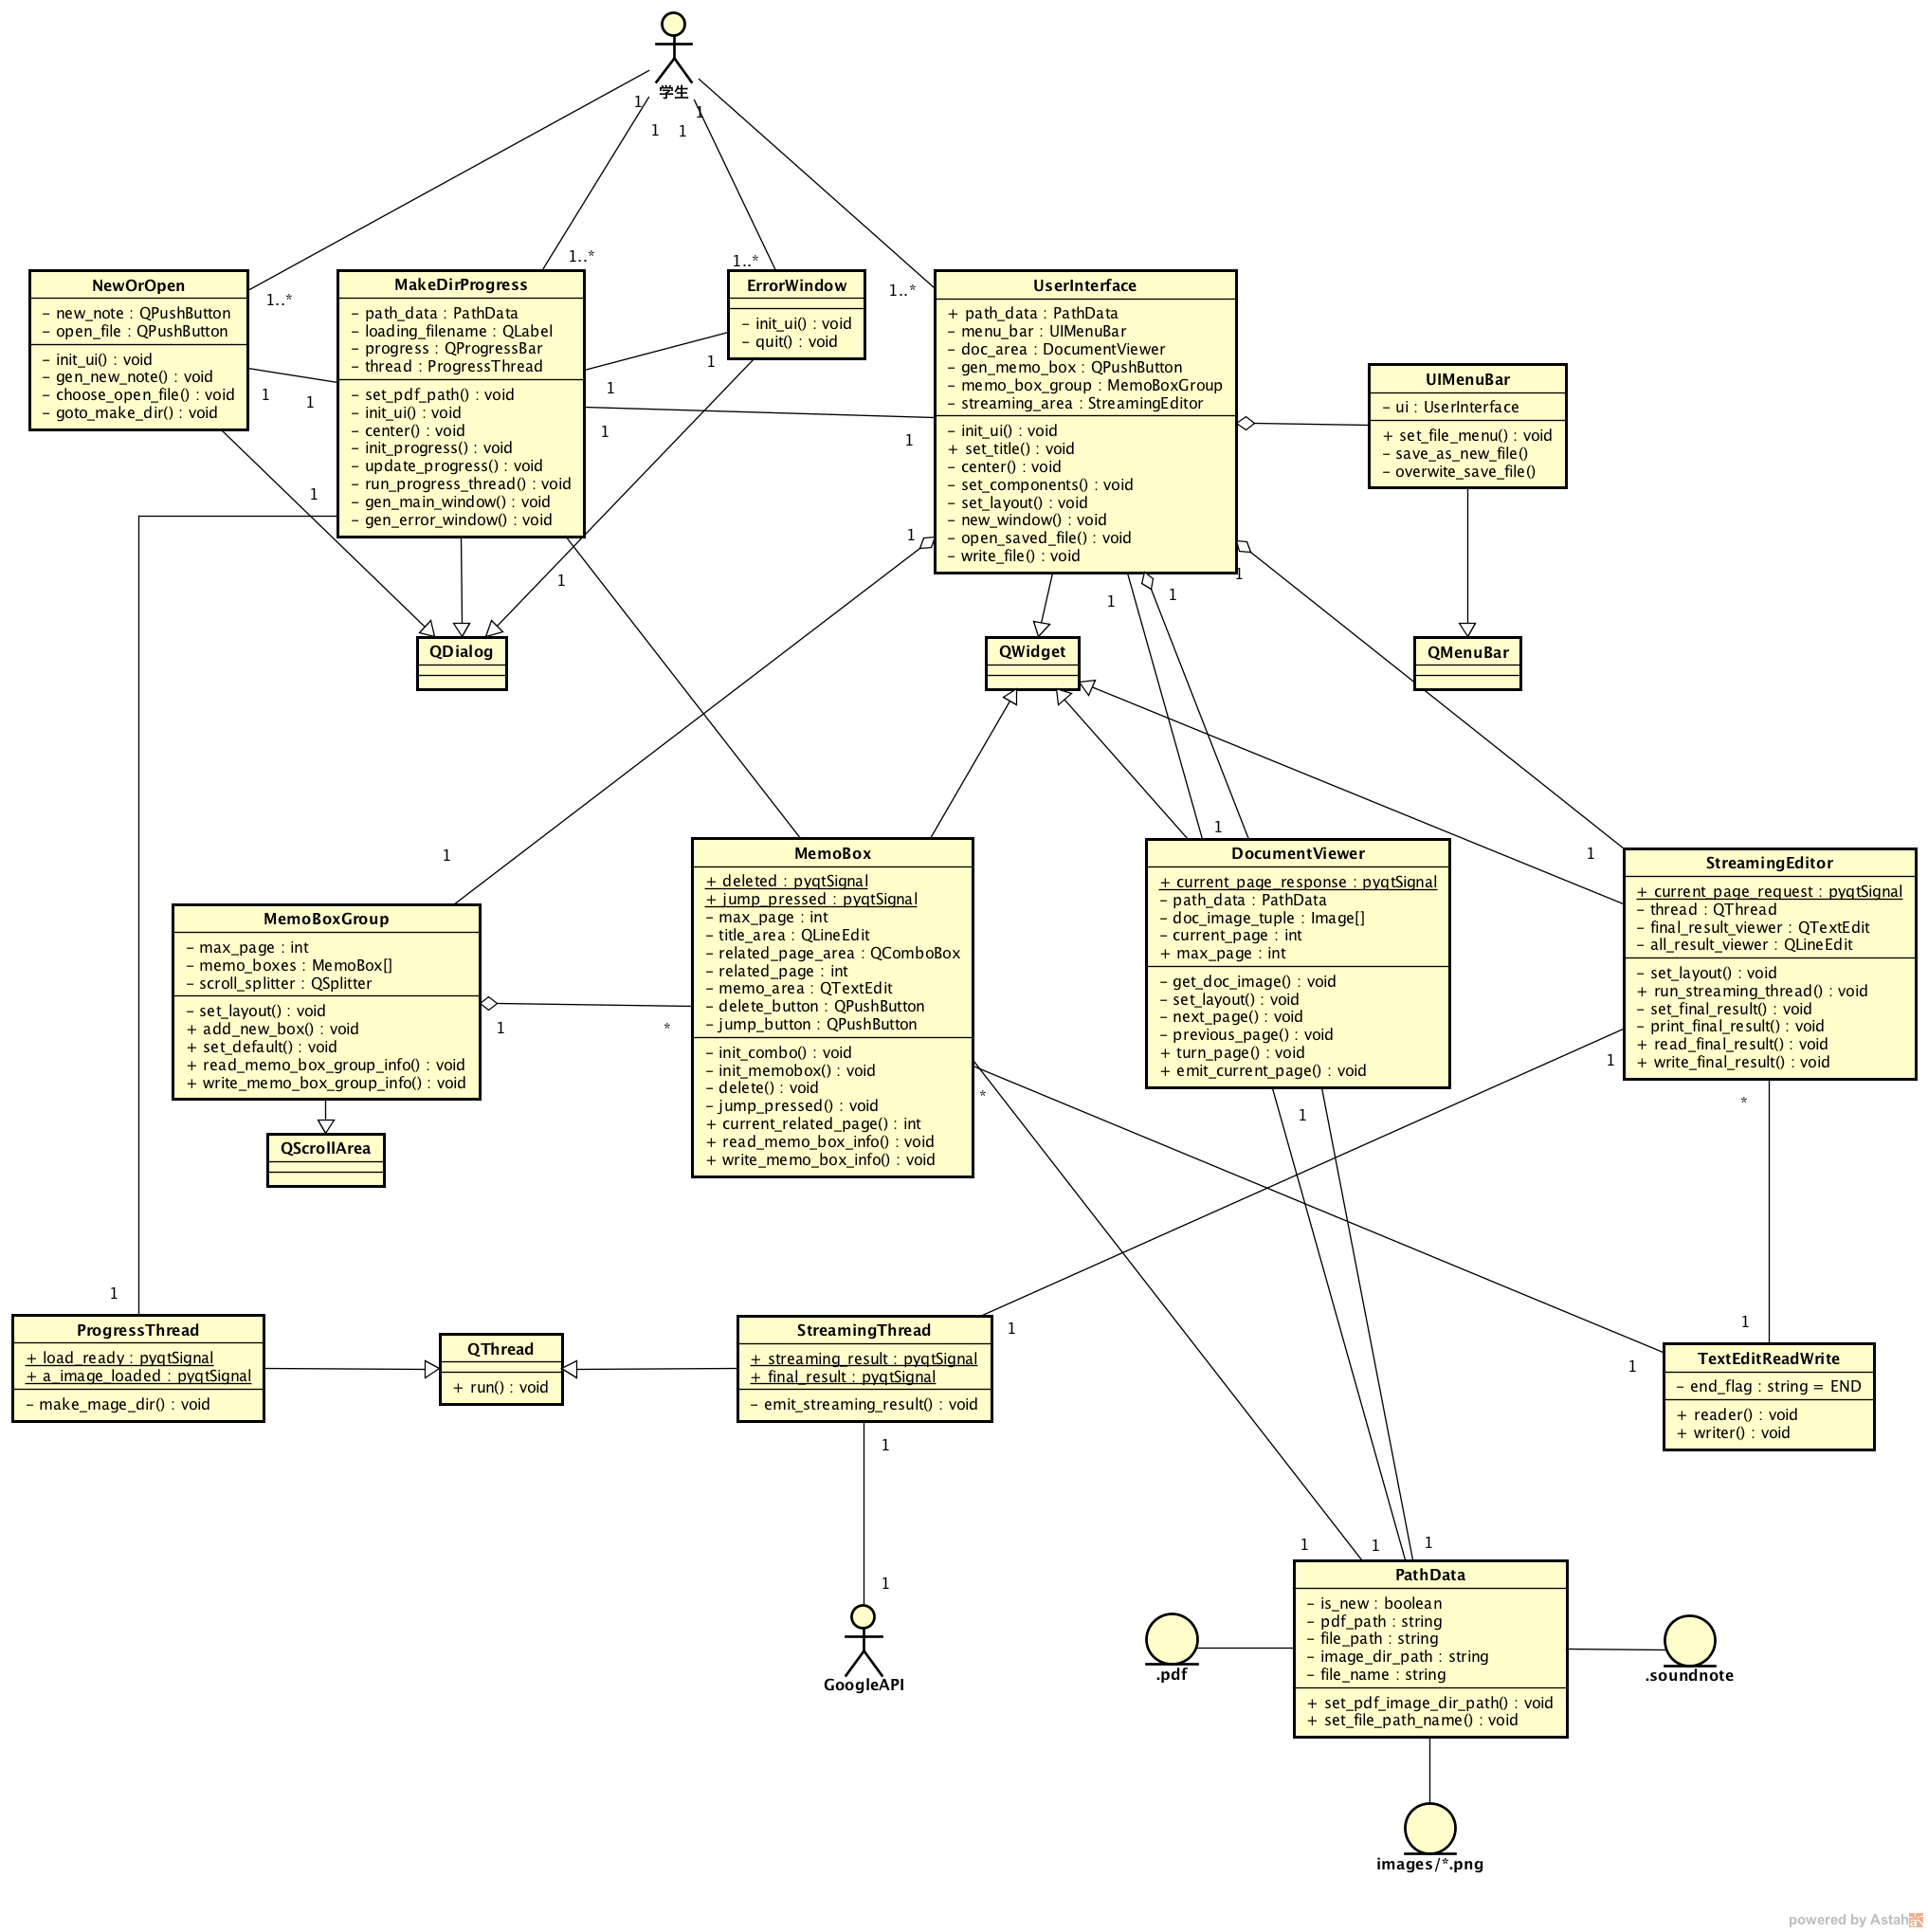 学生
1
1
1
1
1..*
1..*
1..*
1..*
NewOrOpen
- new_note : QPushButton
- open_file : QPushButton
- init_ui() : void
- gen_new_note() : void
- choose_open_file() : void
- goto_make_dir() : void
MakeDirProgress
- path_data : PathData
- loading_filename : QLabel
- progress : QProgressBar
- thread : ProgressThread
- set_pdf_path() : void
- init_ui() : void
- center() : void
- init_progress() : void
- update_progress() : void
- run_progress_thread() : void
- gen_main_window() : void
- gen_error_window() : void
ErrorWindow
- init_ui() : void
- quit() : void
UserInterface
+ path_data : PathData
- menu_bar : UIMenuBar
- doc_area : DocumentViewer
- gen_memo_box : QPushButton
- memo_box_group : MemoBoxGroup
- streaming_area : StreamingEditor
- init_ui() : void
+ set_title() : void
- center() : void
- set_components() : void
- set_layout() : void
- new_window() : void
- open_saved_file() : void
- write_file() : void
UIMenuBar
- ui : UserInterface
+ set_file_menu() : void
- save_as_new_file()
- overwite_save_file()
1
1
1
1
1
1
1
1
1
1
1
1
QDialog
QWidget
QMenuBar
1
1
1
MemoBoxGroup
- max_page : int
- memo_boxes : MemoBox[]
- scroll_splitter : QSplitter
- set_layout() : void
+ add_new_box() : void
+ set_default() : void
+ read_memo_box_group_info() : void
+ write_memo_box_group_info() : void
1
*
MemoBox
+ deleted : pyqtSignal
+ jump_pressed : pyqtSignal
- max_page : int
- title_area : QLineEdit
- related_page_area : QComboBox
- related_page : int
- memo_area : QTextEdit
- delete_button : QPushButton
- jump_button : QPushButton
- init_combo() : void
- init_memobox() : void
- delete() : void
- jump_pressed() : void
+ current_related_page() : int
+ read_memo_box_info() : void
+ write_memo_box_info() : void
DocumentViewer
+ current_page_response : pyqtSignal
- path_data : PathData
- doc_image_tuple : Image[]
- current_page : int
+ max_page : int
- get_doc_image() : void
- set_layout() : void
- next_page() : void
- previous_page() : void
+ turn_page() : void
+ emit_current_page() : void
StreamingEditor
+ current_page_request : pyqtSignal
- thread : QThread
- final_result_viewer : QTextEdit
- all_result_viewer : QLineEdit
- set_layout() : void
+ run_streaming_thread() : void
- set_final_result() : void
- print_final_result() : void
+ read_final_result() : void
+ write_final_result() : void
*
1
1
*
QScrollArea
1
1
1
1
ProgressThread
+ load_ready : pyqtSignal
+ a_image_loaded : pyqtSignal
- make_mage_dir() : void
QThread
+ run() : void
StreamingThread
+ streaming_result : pyqtSignal
+ final_result : pyqtSignal
- emit_streaming_result() : void
TextEditReadWrite
- end_flag : string = END
+ reader() : void
+ writer() : void
1
1
1
1
1
GoogleAPI
PathData
- is_new : boolean
- pdf_path : string
- file_path : string
- image_dir_path : string
- file_name : string
+ set_pdf_image_dir_path() : void
+ set_file_path_name() : void
.pdf
.soundnote
images/*.png
powered by Astah